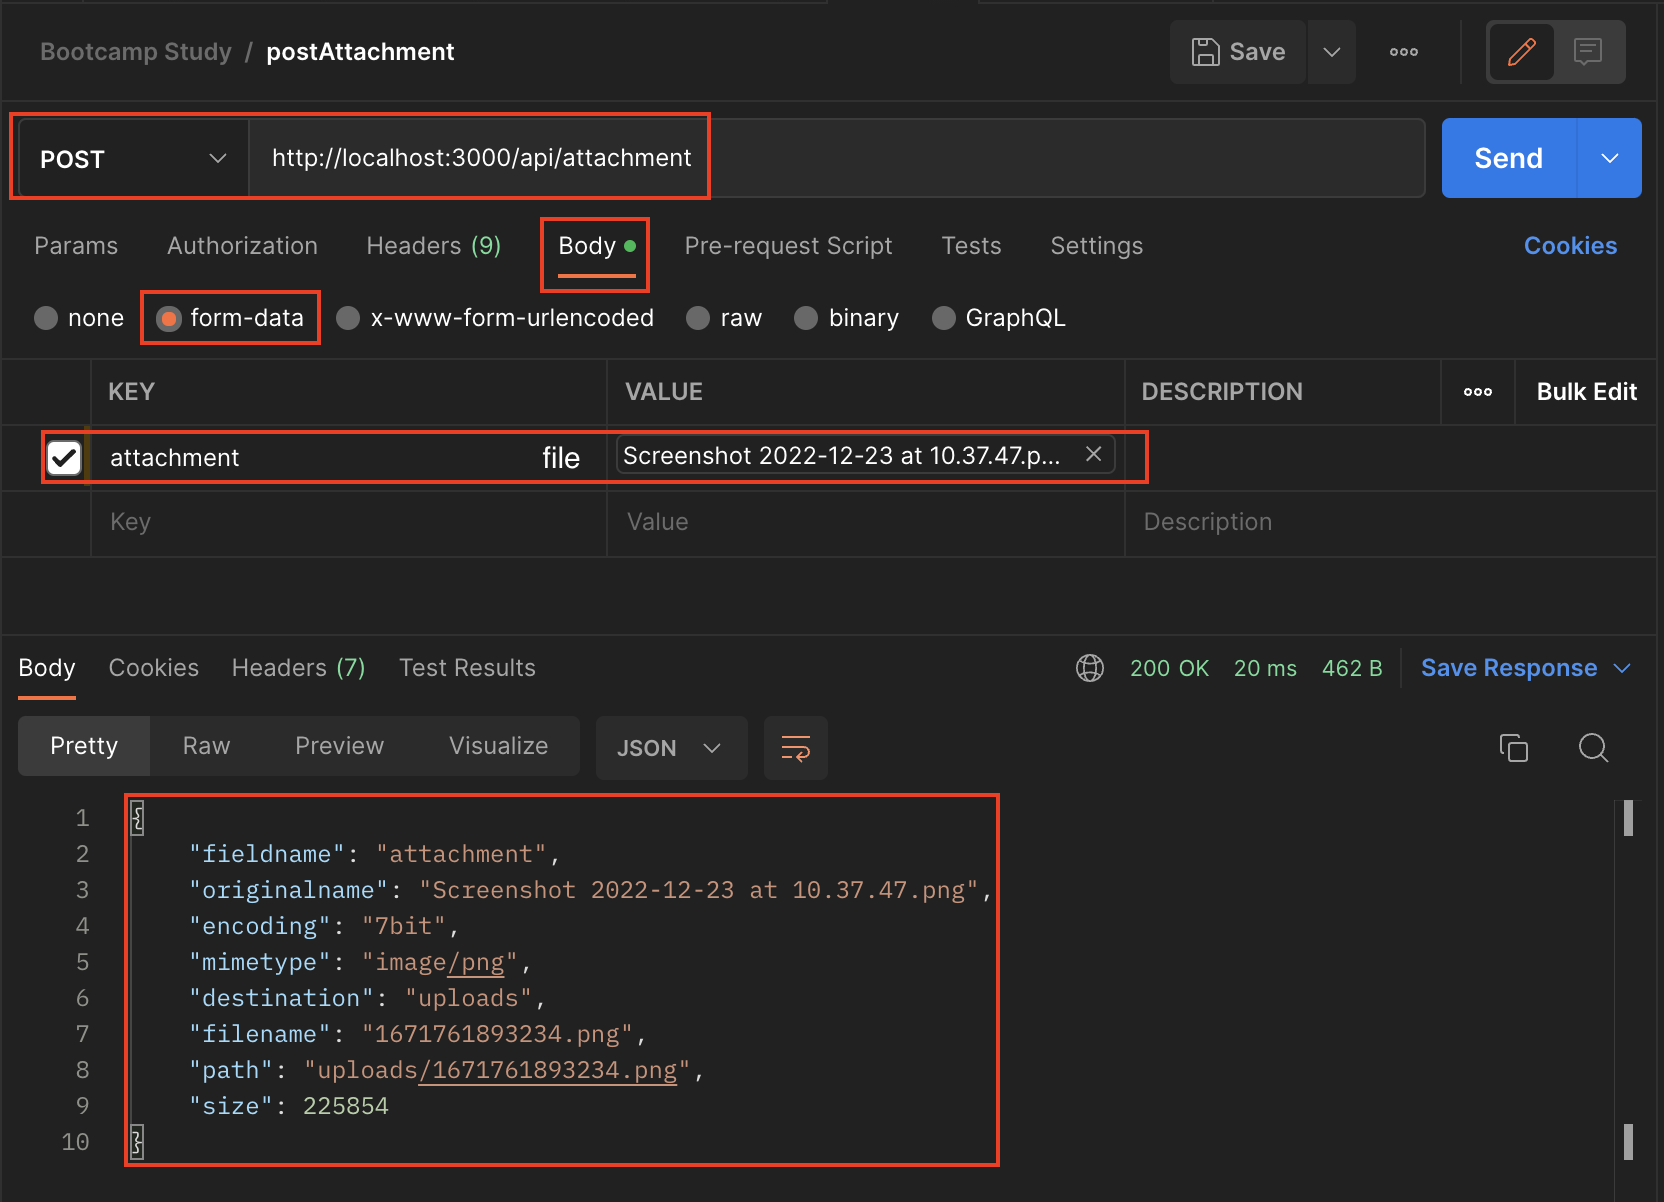 Bootcamp Study / postAttachment Save
POST http://localhost:3000/api/attachment Send
Params Authorization Headers (9) Body Pre-request Script Tests Settings Cookies
none form-data x-www-form-urlencoded raw binary GraphQL
KEY VALUE DESCRIPTION Bulk Edit
attachment file Screenshot 2022-12-23 at 10.37.47.p...
Key Value Description
Body Cookies Headers (7) Test Results 200 OK 20 ms 462 B Save Response
Pretty Raw Preview Visualize JSON
1 {
2 "fieldname": "attachment",
3 "originalname": "Screenshot 2022-12-23 at 10.37.47.png",
4 "encoding": "7bit",
5 "mimetype": "image/png",
6 "destination": "uploads",
7 "filename": "1671761893234.png",
8 "path": "uploads/1671761893234.png",
9 "size": 225854
10 }